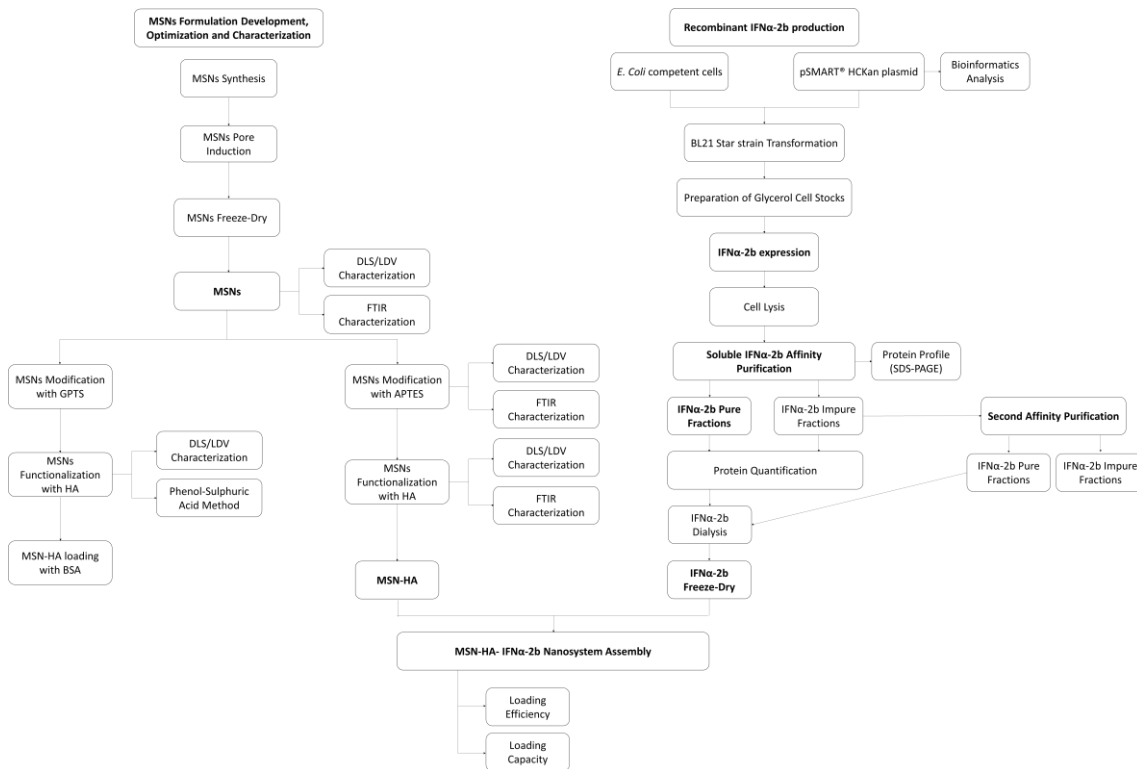 MSNs Formulation Development,
Optimization and Characterization
MSNs Synthesis
MSNs Pore
Induction
MSNs Freeze-Dry
MSNs
DLS/LDV
Characterization
FTIR
Characterization
MSNs Modification
with GPTS
MSNs
Functionalization
with HA
DLS/LDV
Characterization
Phenol-Sulphuric
Acid Method
MSN-HA loading
with BSA
MSNs Modification
with APTES
DLS/LDV
Characterization
FTIR
Characterization
MSNs
Functionalization
with HA
DLS/LDV
Characterization
FTIR
Characterization
MSN-HA
Recombinant IFNα-2b production
E. Coli competent cells
pSMART® HCKan plasmid
Bioinformatics
Analysis
BL21 Star strain Transformation
Preparation of Glycerol Cell Stocks
IFNα-2b expression
Cell Lysis
Soluble IFNα-2b Affinity
Purification
Protein Profile
(SDS-PAGE)
IFNα-2b Pure
Fractions
IFNα-2b Impure
Fractions
Second Affinity Purification
IFNα-2b Pure
Fractions
IFNα-2b Impure
Fractions
Protein Quantification
IFNα-2b
Dialysis
IFNα-2b
Freeze-Dry
MSN-HA- IFNα-2b Nanosystem Assembly
Loading
Efficiency
Loading
Capacity